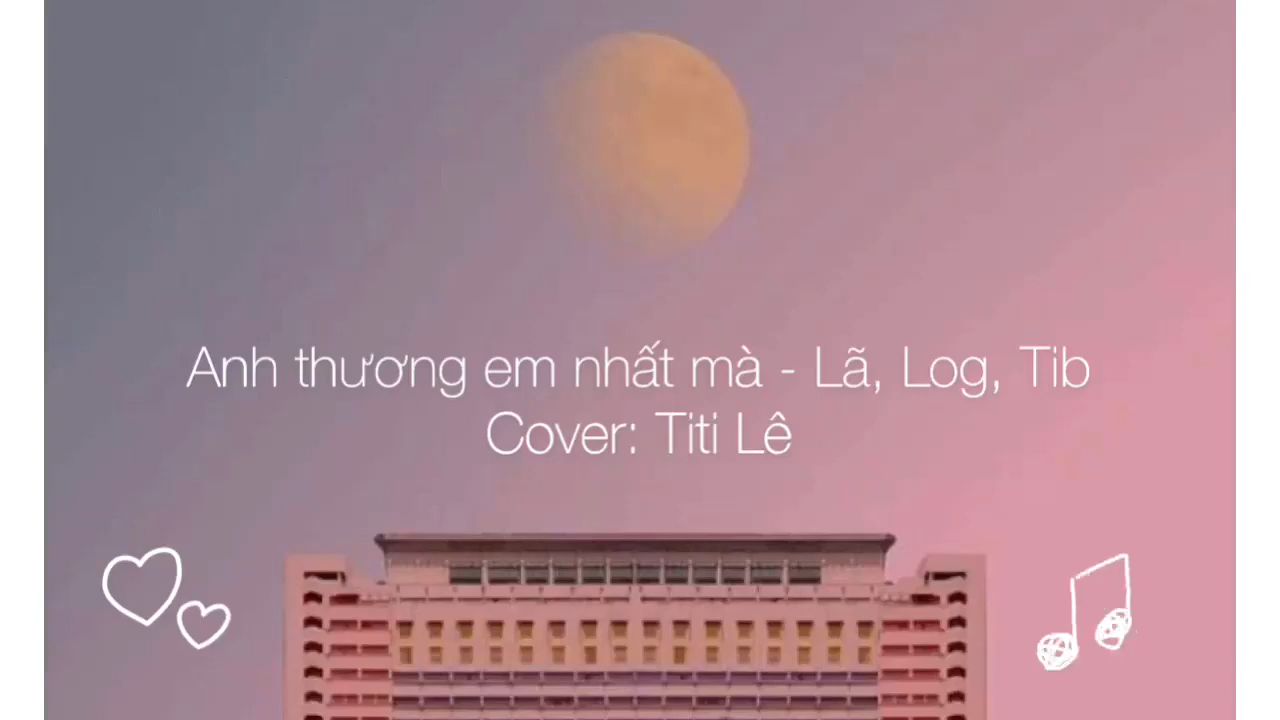 Anh thương em nhất mà - Lã, Log, Tib
Cover: Titi Lê